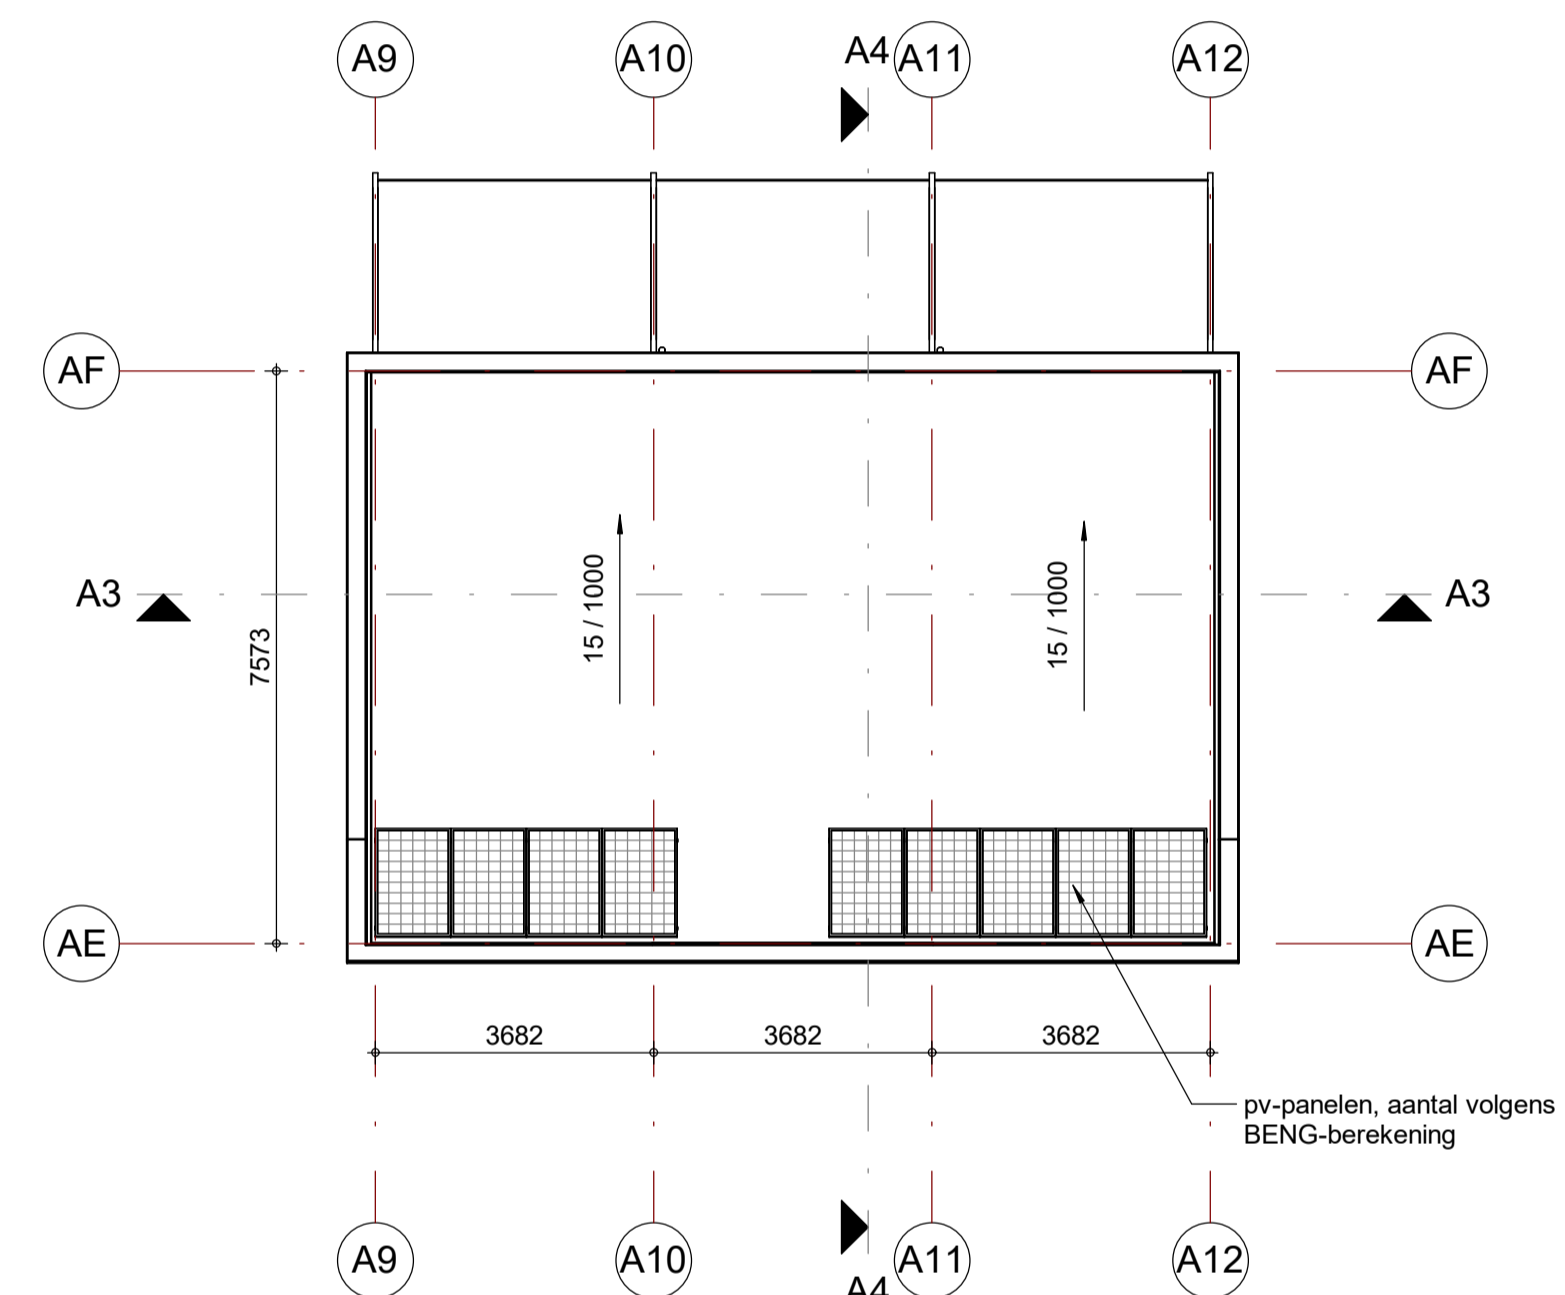 A9
A10
A4
A11
A12
AF
AF
15 / 1000
15 / 1000
A3
A3
7573
AE
AE
3682
3682
3682
pv-panelen, aantal volgens
BENG-berekening
A9
A10
A4
A11
A12